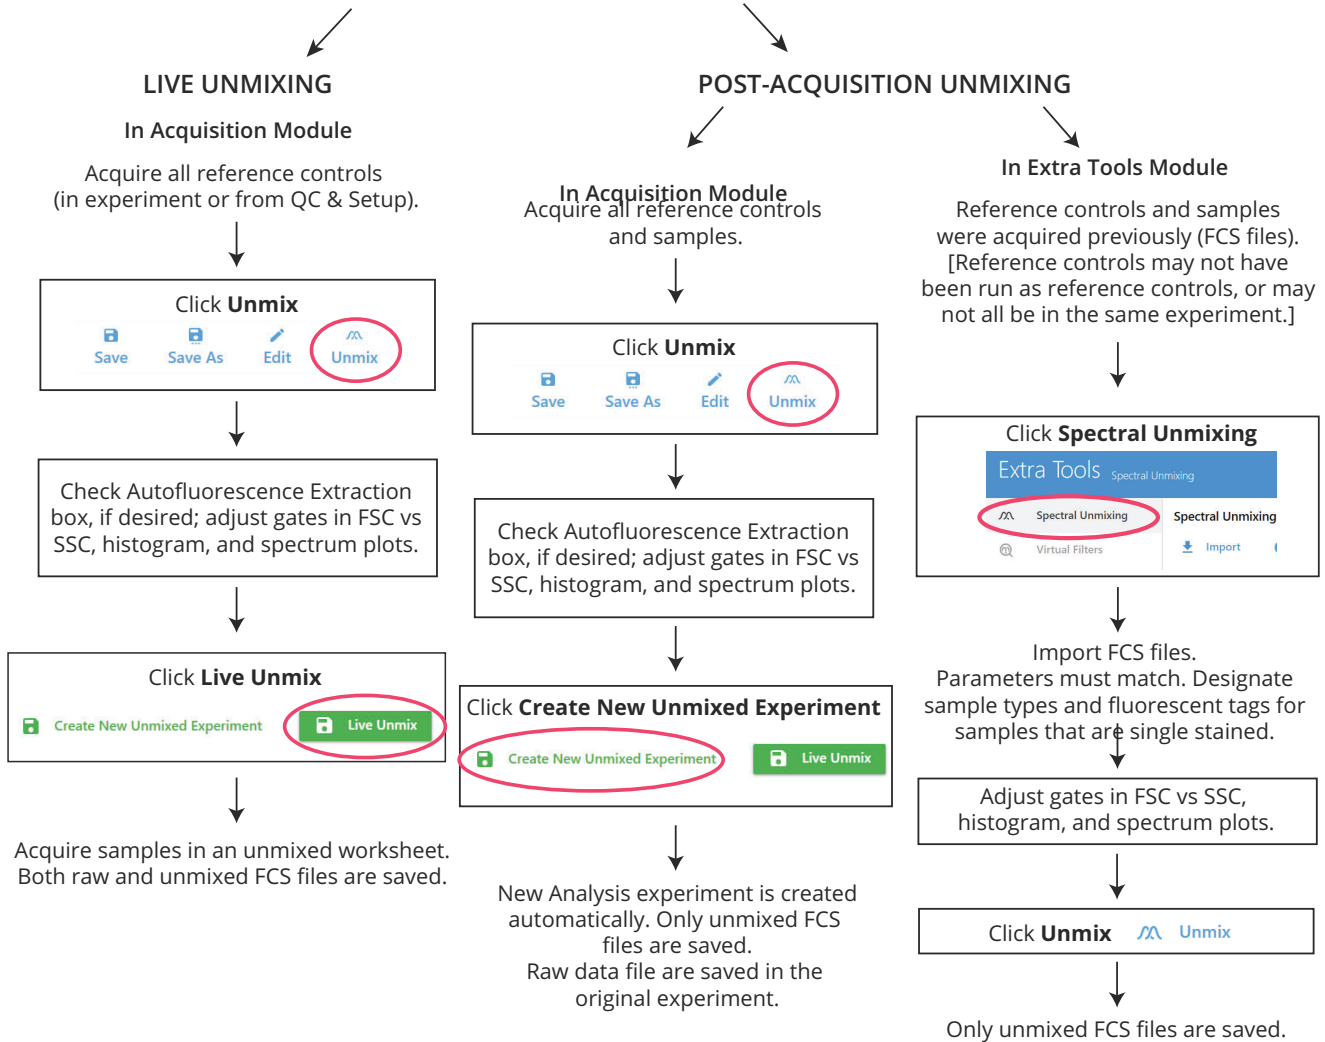 LIVE UNMIXING
In Acquisition Module
Acquire all reference controls
(in experiment or from QC & Setup).
Click Unmix
Save
Save As
Edit
Unmix
Check Autofluorescence Extraction
box, if desired; adjust gates in FSC vs
SSC, histogram, and spectrum plots.
Click Live Unmix
Create New Unmixed Experiment
Live Unmix
Acquire samples in an unmixed worksheet.
Both raw and unmixed FCS files are saved.
POST-ACQUISITION UNMIXING
In Acquisition Module
Acquire all reference controls
and samples.
Click Unmix
Save
Save As
Edit
Unmix
Check Autofluorescence Extraction
box, if desired; adjust gates in FSC vs
SSC, histogram, and spectrum plots.
Click Create New Unmixed Experiment
Create New Unmixed Experiment
Live Unmix
New Analysis experiment is created
automatically. Only unmixed FCS
files are saved.
Raw data file are saved in the
original experiment.
In Extra Tools Module
Reference controls and samples
were acquired previously (FCS files).
[Reference controls may not have
been run as reference controls, or may
not all be in the same experiment.]
Click Spectral Unmixing
Extra Tools Spectral Unmixing
Spectral Unmixing
Spectral Unmixing
Virtual Filters
Import
Import FCS files.
Parameters must match. Designate
sample types and fluorescent tags for
samples that are single stained.
Adjust gates in FSC vs SSC,
histogram, and spectrum plots.
Click Unmix Unmix
Only unmixed FCS files are saved.